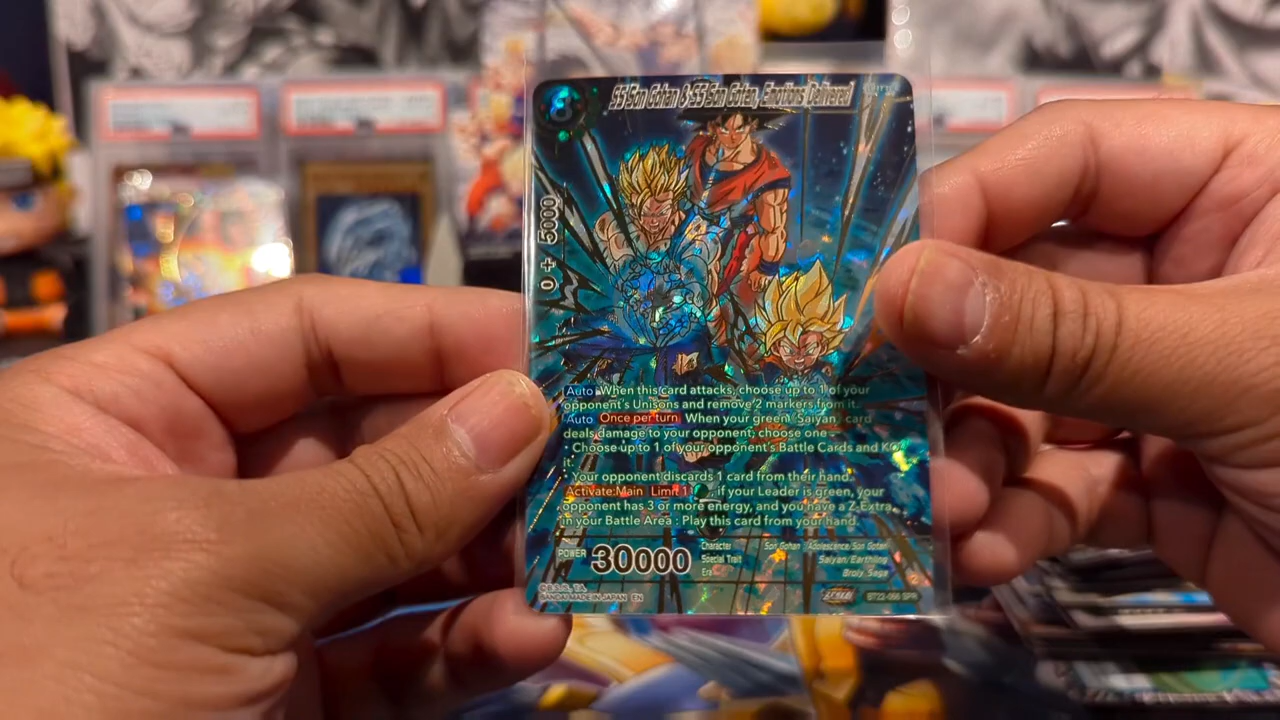 8
SS Son Gohan & SS Son Goten, Emotions Delivered
0 + 5000
Auto When this card attacks, choose up to 1 of your
opponent's Unisons and remove 2 markers from it.
Auto Once per turn When your green Saiyan card
deals damage to your opponent, choose one
· Choose up to 1 of your opponent's Battle Cards and KO
it.
· Your opponent discards 1 card from their hand.
Activate:Main Limit 1 , if your Leader is green, your
opponent has 3 or more energy, and you have a Z-Extra
in your Battle Area : Play this card from your hand.
POWER 30000
Character Son Gohan : Adolescence/Son Goten
Special Trait Saiyan/Earthling
Era Broly Saga
©B.S./S., T.A.
BANDAI MADE IN JAPAN EN
BT23-066 SPR